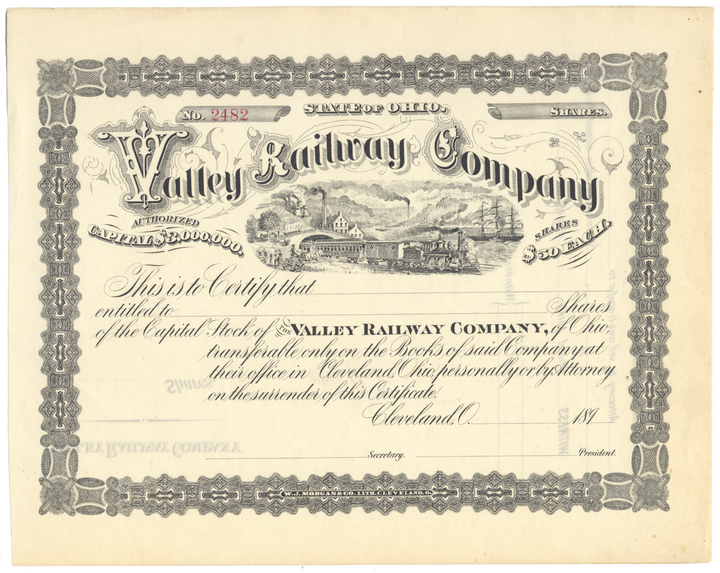 No. 2482
STATE OF OHIO,
SHARES.
Valley Railway Company
AUTHORIZED
CAPITAL $3,000,000.
SHARES
$50 EACH.
This is to Certify that
entitled to Shares
of the Capital Stock of The VALLEY RAILWAY COMPANY, of Ohio,
transferable only on the Books of said Company at
their office in Cleveland, Ohio, personally or by Attorney
on the surrender of this Certificate.
Cleveland, O. 189
Secretary. President.
W.J. MORGAN & CO. LITH. CLEVELAND, O.